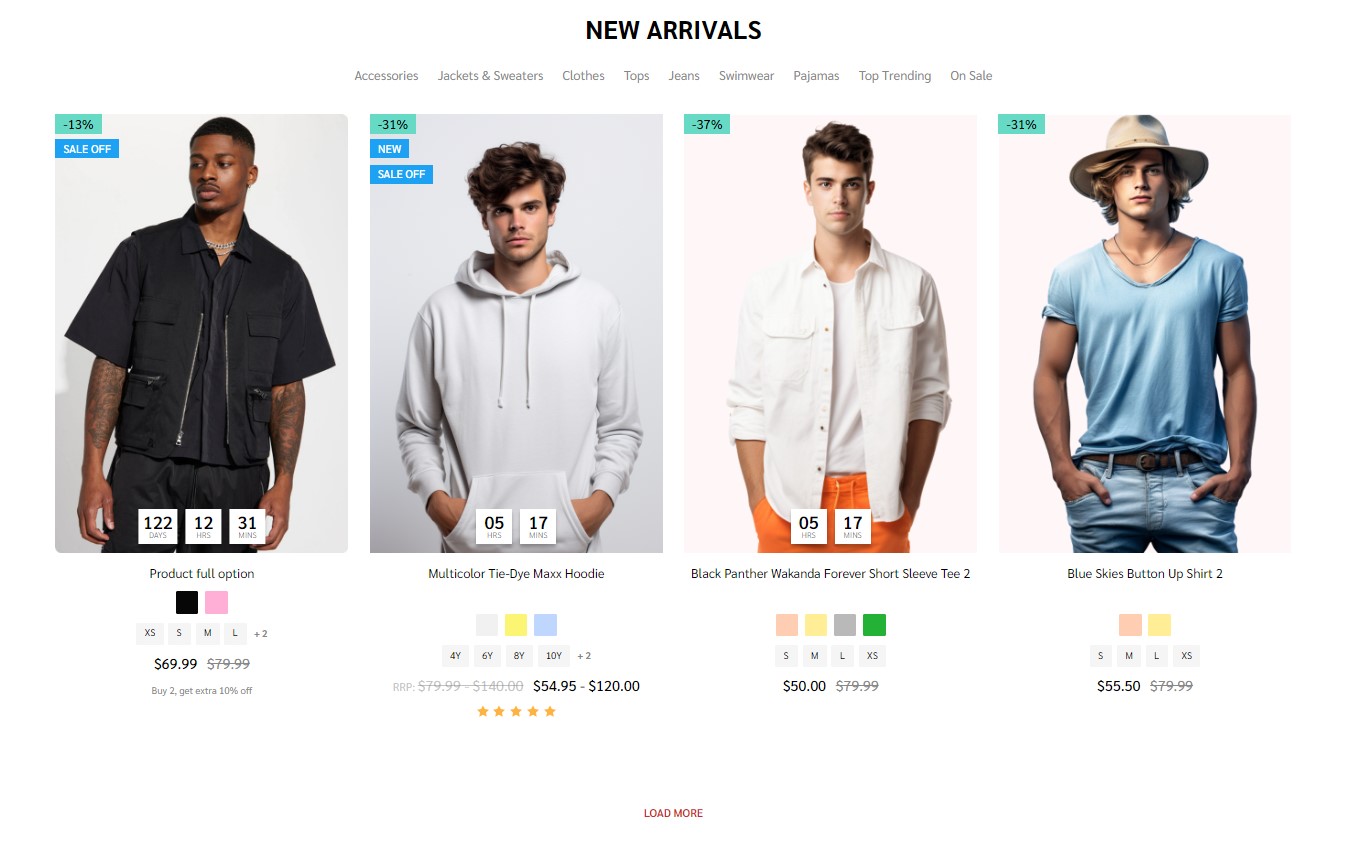 NEW ARRIVALS
Accessories Jackets & Sweaters Clothes Tops Jeans Swimwear Pajamas Top Trending On Sale
-13%
SALE OFF
122 DAYS 12 HRS 31 MINS
Product full option
XS S M L + 2
$69.99 $79.99
Buy 2, get extra 10% off
-31%
NEW
SALE OFF
05 HRS 17 MINS
Multicolor Tie-Dye Maxx Hoodie
4Y 6Y 8Y 10Y + 2
RRP: $79.99 - $140.00 $54.95 - $120.00
-37%
05 HRS 17 MINS
Black Panther Wakanda Forever Short Sleeve Tee 2
S M L XS
$50.00 $79.99
-31%
Blue Skies Button Up Shirt 2
S M L XS
$55.50 $79.99
LOAD MORE